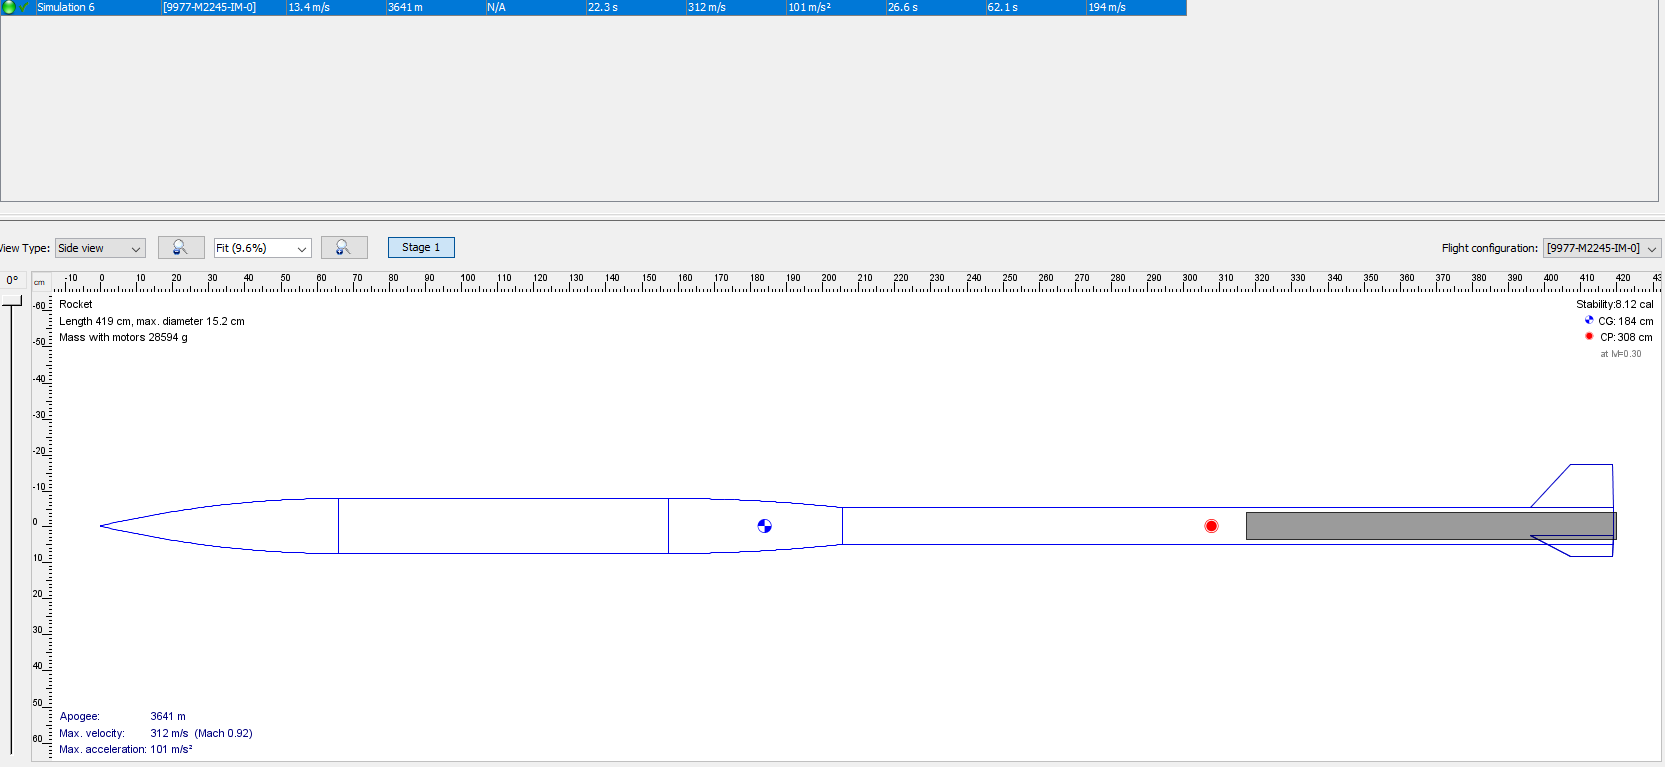 Simulation 6 [9977-M2245-IM-0] 13.4 m/s 3641 m N/A 22.3 s 312 m/s 101 m/s² 26.6 s 62.1 s 194 m/s
View Type: Side view Fit (9.6%) Stage 1 Flight configuration: [9977-M2245-IM-0]
0° cm -10 0 10 20 30 40 50 60 70 80 90 100 110 120 130 140 150 160 170 180 190 200 210 220 230 240 250 260 270 280 290 300 310 320 330 340 350 360 370 380 390 400 410 420
-60
-50
-40
-30
-20
-10
0
10
20
30
40
50
60
Rocket
Length 419 cm, max. diameter 15.2 cm
Mass with motors 28594 g
Stability:8.12 cal
CG: 184 cm
CP: 308 cm
at M=0.30
Apogee: 3641 m
Max. velocity: 312 m/s (Mach 0.92)
Max. acceleration: 101 m/s²